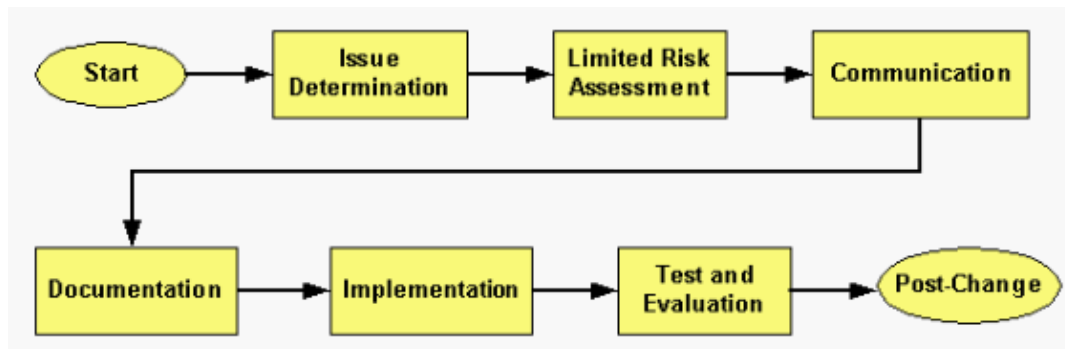 Start
Issue
Determination
Limited Risk
Assessment
Communication
Documentation
Implementation
Test and
Evaluation
Post-Change